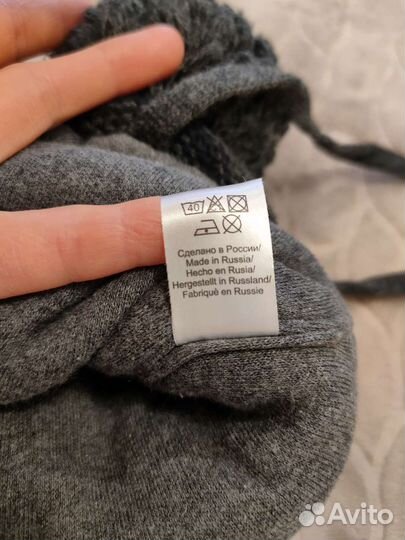 40
Сделано в России/
Made in Russia/
Hecho en Rusia/
Hergestellt in Russland/
Fabriqué en Russie
Avito